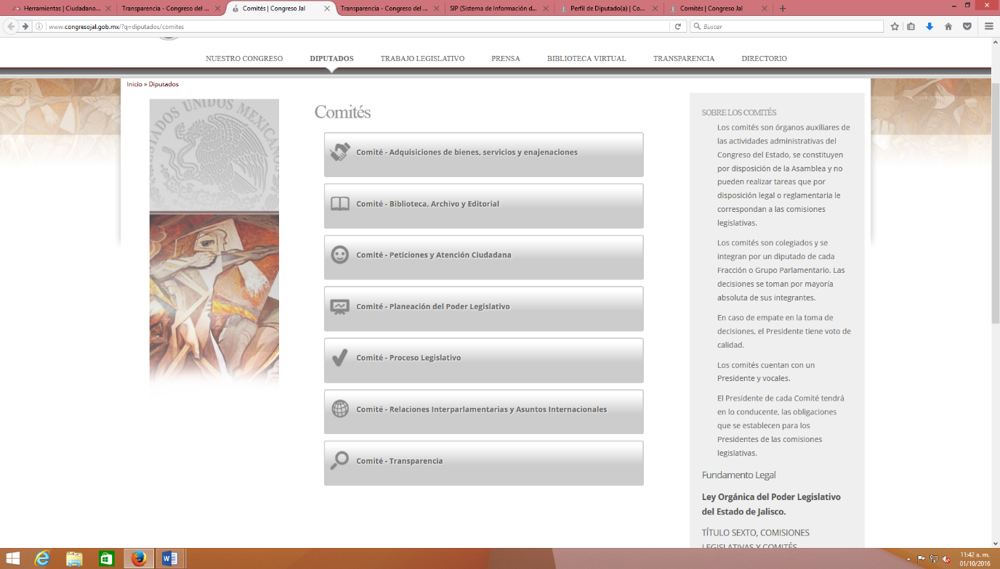 Herramientas | Ciudadano...
Transparencia - Congreso del ...
Comités | Congreso Jal
Transparencia - Congreso del ...
SIP (Sistema de Información d...
Perfil de Diputado(a) | Co...
Comités | Congreso Jal
www.congresojal.gob.mx/?q=diputados/comites
Buscar
NUESTRO CONGRESO
DIPUTADOS
TRABAJO LEGISLATIVO
PRENSA
BIBLIOTECA VIRTUAL
TRANSPARENCIA
DIRECTORIO
Inicio » Diputados
ESTADOS UNIDOS MEXICANOS
Comités
Comité - Adquisiciones de bienes, servicios y enajenaciones
Comité - Biblioteca, Archivo y Editorial
Comité - Peticiones y Atención Ciudadana
Comité - Planeación del Poder Legislativo
Comité - Proceso Legislativo
Comité - Relaciones Interparlamentarias y Asuntos Internacionales
Comité - Transparencia
SOBRE LOS COMITÉS
Los comités son órganos auxiliares de
las actividades administrativas del
Congreso del Estado, se constituyen
por disposición de la Asamblea y no
pueden realizar tareas que por
disposición legal o reglamentaria le
correspondan a las comisiones
legislativas.
Los comités son colegiados y se
integran por un diputado de cada
Fracción o Grupo Parlamentario. Las
decisiones se toman por mayoría
absoluta de sus integrantes.
En caso de empate en la toma de
decisiones, el Presidente tiene voto de
calidad.
Los comités cuentan con un
Presidente y vocales.
El Presidente de cada Comité tendrá
en lo conducente, las obligaciones
que se establecen para los
Presidentes de las comisiones
legislativas.
Fundamento Legal
Ley Orgánica del Poder Legislativo
del Estado de Jalisco.
TÍTULO SEXTO, COMISIONES
LEGISLATIVAS Y COMITÉS
11:42 a. m.
01/10/2016